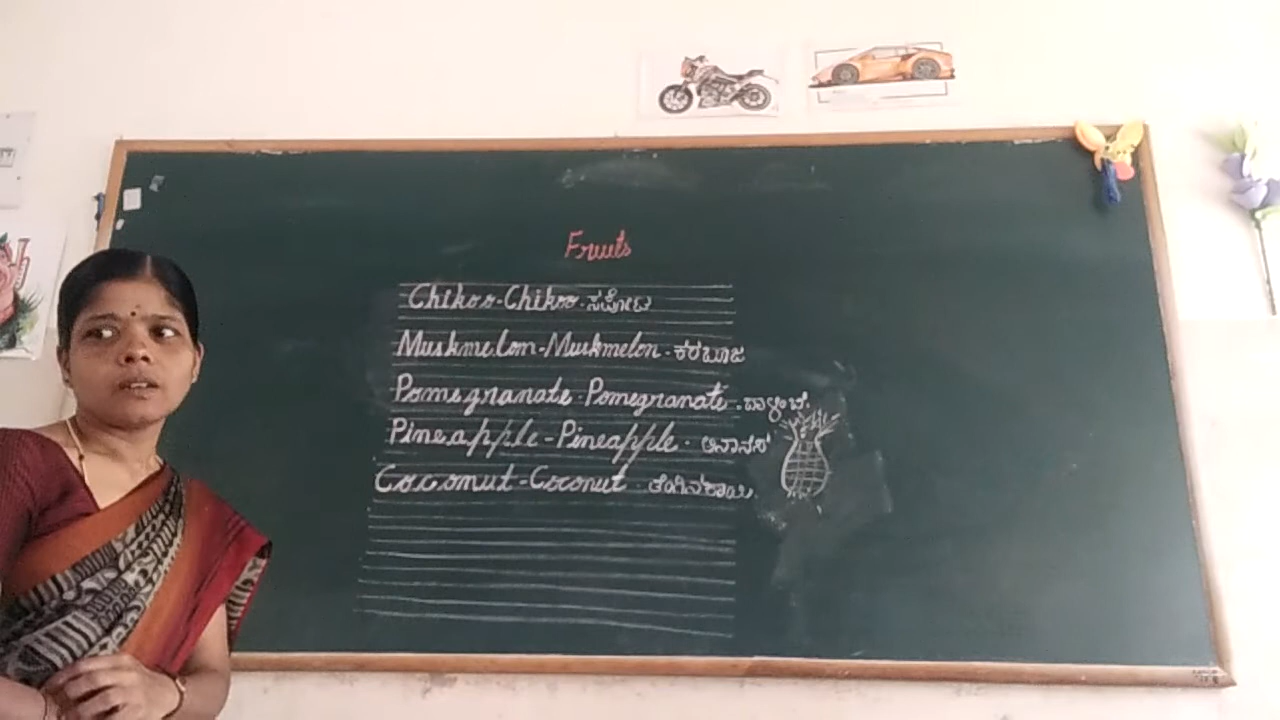 Fruits
Chikoo-Chikoo-ಸಪೋಟ
Muskmelon-Muskmelon-ಕರಬೂಜ
Pomegranate-Pomegranate-ದಾಳಿಂಬೆ.
Pineapple-Pineapple-ಅನಾನಸ್
Coconut-Coconut-ತೆಂಗಿನಕಾಯಿ.